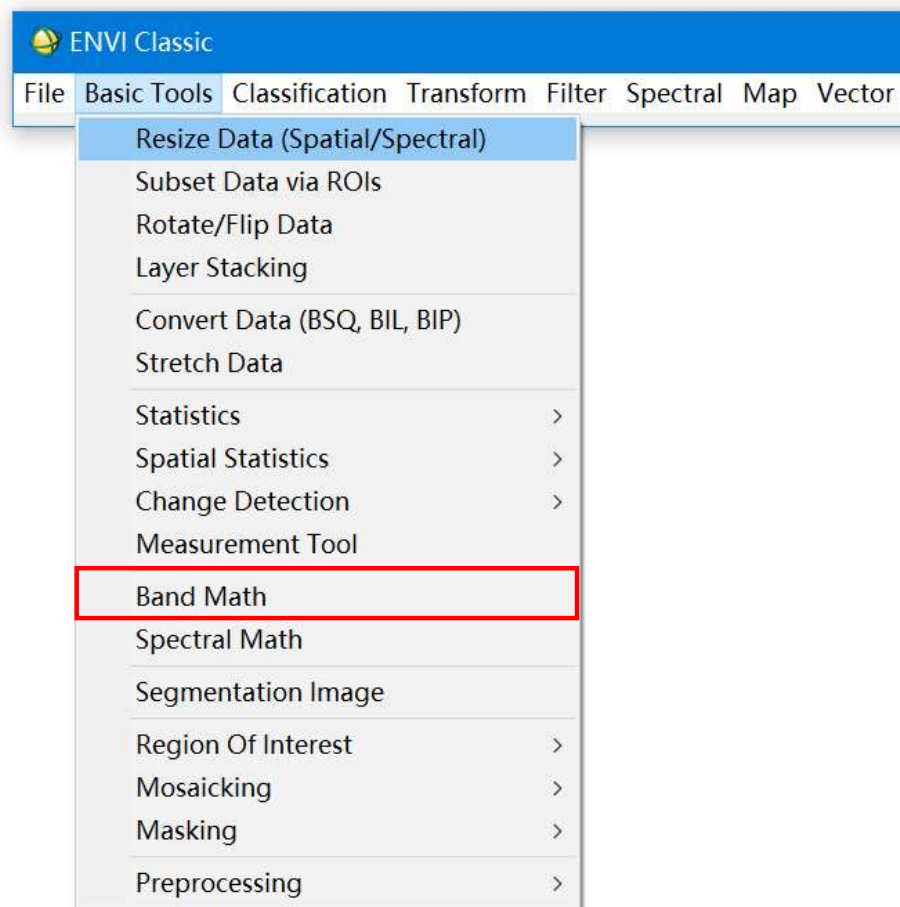 ENVI Classic
File Basic Tools Classification Transform Filter Spectral Map Vector
Resize Data (Spatial/Spectral)
Subset Data via ROIs
Rotate/Flip Data
Layer Stacking
Convert Data (BSQ, BIL, BIP)
Stretch Data
Statistics
Spatial Statistics
Change Detection
Measurement Tool
Band Math
Spectral Math
Segmentation Image
Region Of Interest
Mosaicking
Masking
Preprocessing